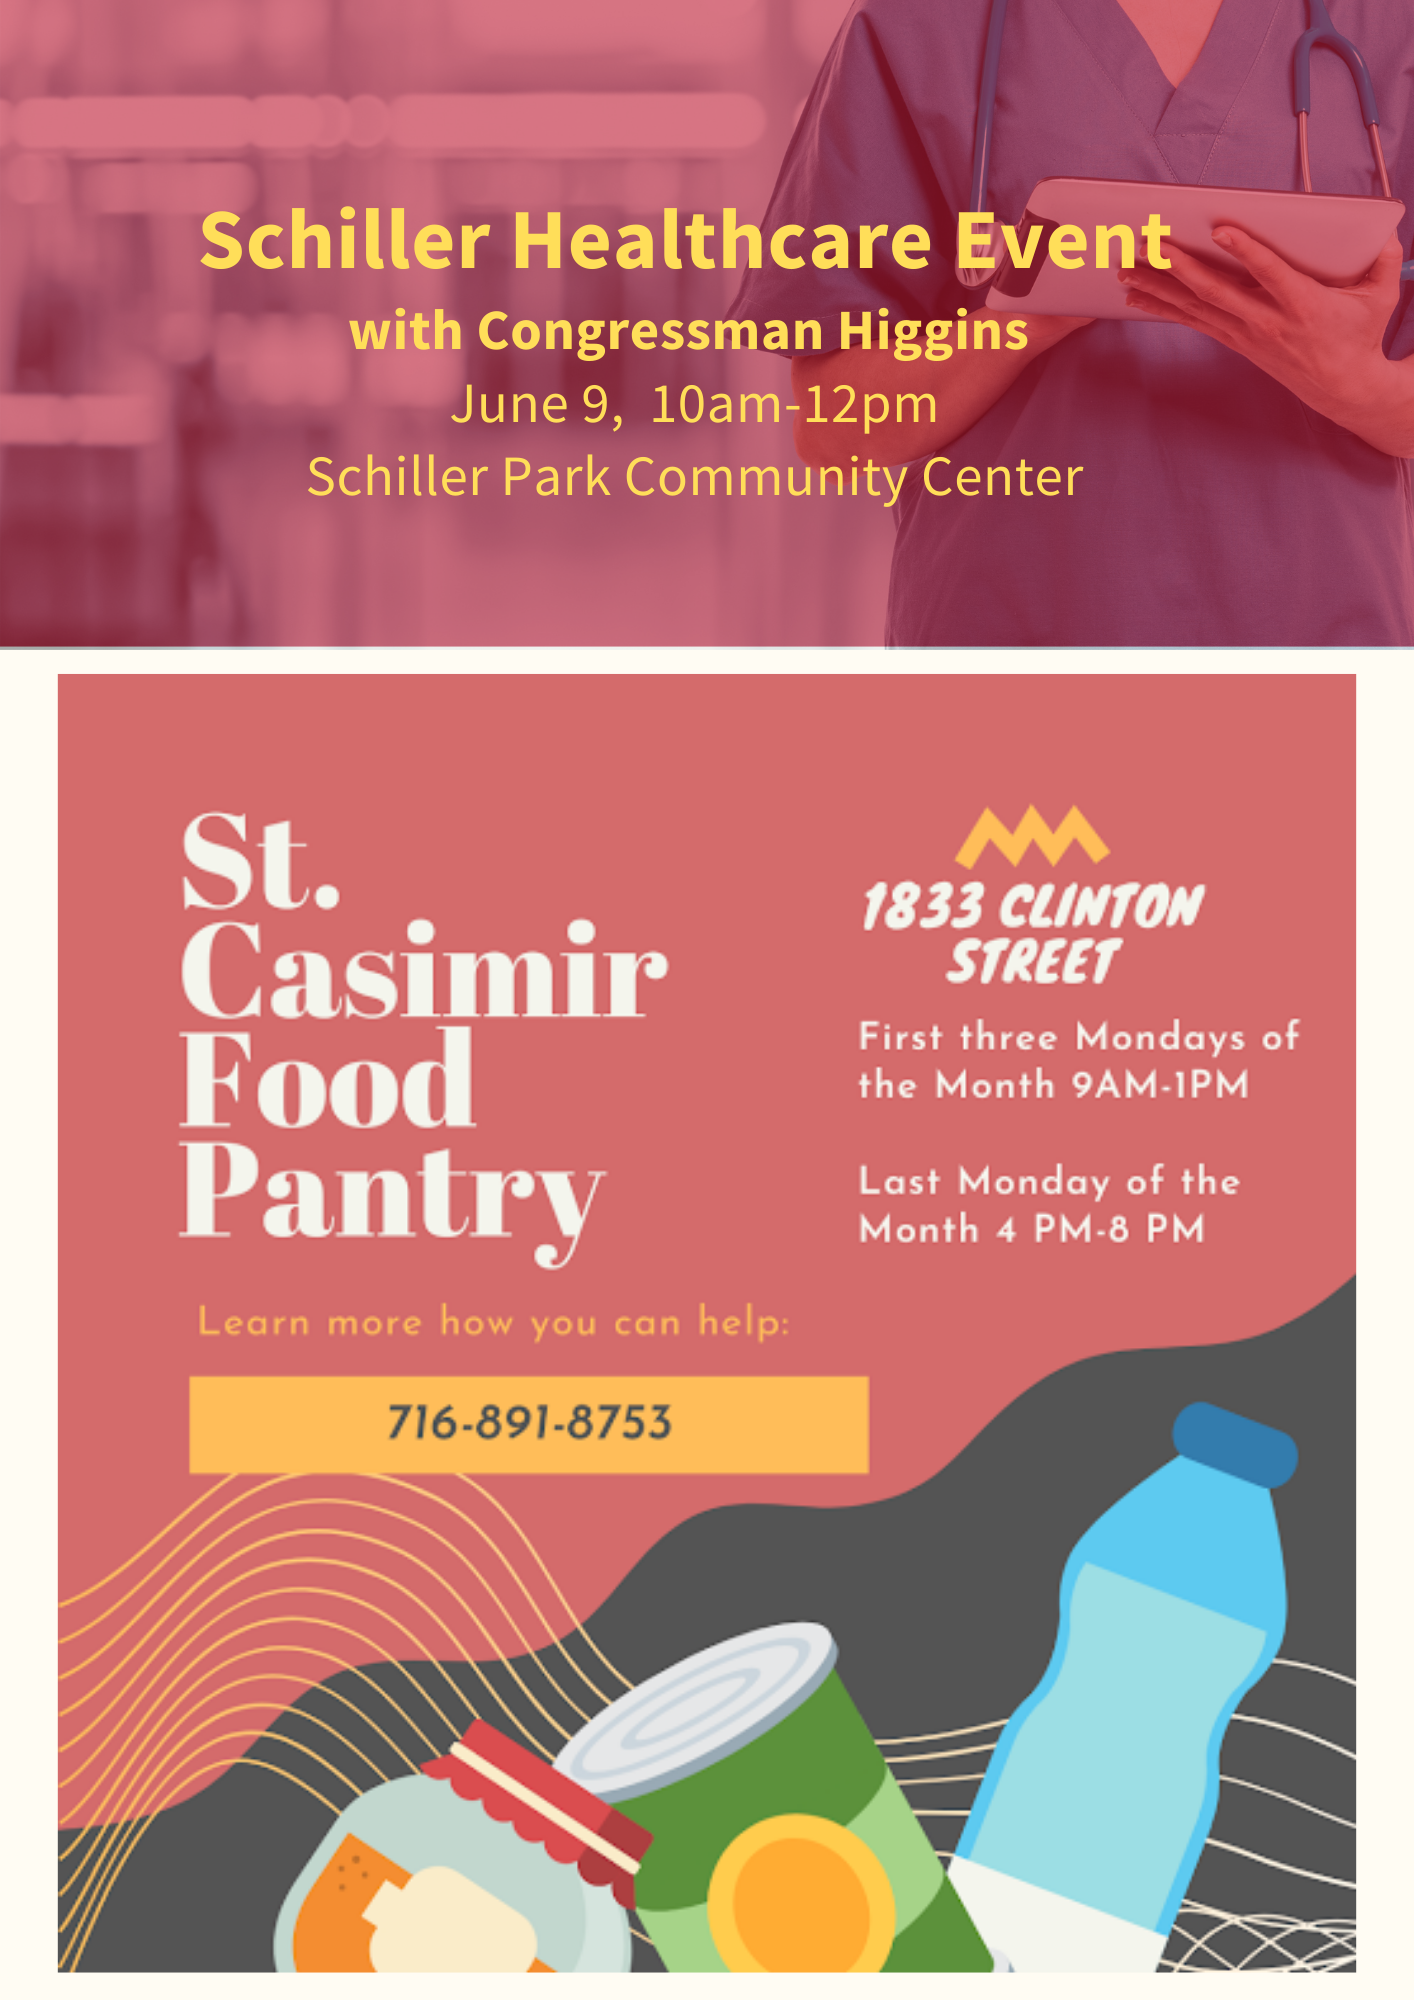 Schiller Healthcare Event
with Congressman Higgins
June 9, 10am-12pm
Schiller Park Community Center
St.
Casimir
Food
Pantry
1833 CLINTON
STREET
First three Mondays of
the Month 9AM-1PM
Last Monday of the
Month 4 PM-8 PM
Learn more how you can help:
716-891-8753